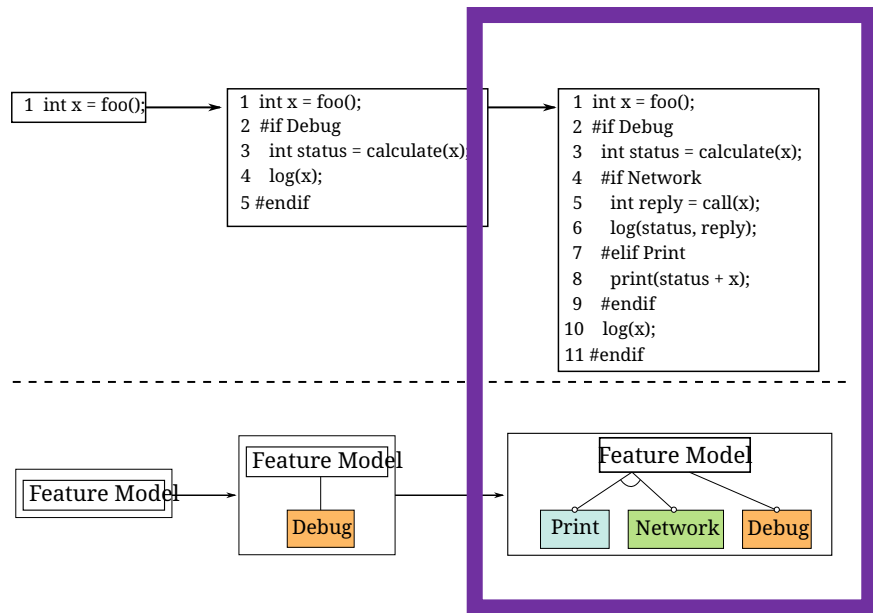 1 int x = foo();
1 int x = foo();
2 #if Debug
3 int status = calculate(x);
4 log(x);
5 #endif
1 int x = foo();
2 #if Debug
3 int status = calculate(x);
4 #if Network
5 int reply = call(x);
6 log(status, reply);
7 #elif Print
8 print(status + x);
9 #endif
10 log(x);
11 #endif
Feature Model
Feature Model
Debug
Feature Model
Print
Network
Debug